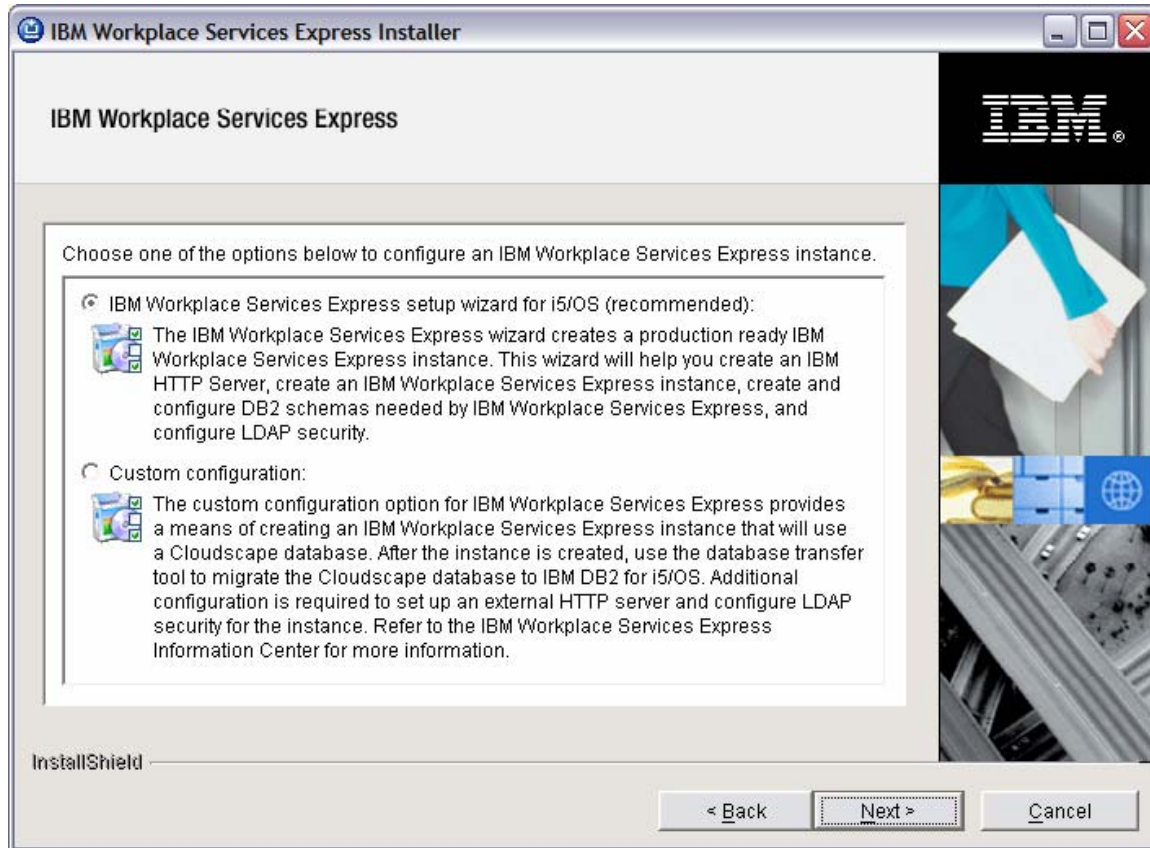 IBM Workplace Services Express Installer
IBM Workplace Services Express
IBM®
Choose one of the options below to configure an IBM Workplace Services Express instance.
IBM Workplace Services Express setup wizard for i5/OS (recommended):
The IBM Workplace Services Express wizard creates a production ready IBM
Workplace Services Express instance. This wizard will help you create an IBM
HTTP Server, create an IBM Workplace Services Express instance, create and
configure DB2 schemas needed by IBM Workplace Services Express, and
configure LDAP security.
Custom configuration:
The custom configuration option for IBM Workplace Services Express provides
a means of creating an IBM Workplace Services Express instance that will use
a Cloudscape database. After the instance is created, use the database transfer
tool to migrate the Cloudscape database to IBM DB2 for i5/OS. Additional
configuration is required to set up an external HTTP server and configure LDAP
security for the instance. Refer to the IBM Workplace Services Express
Information Center for more information.
InstallShield
< Back
Next >
Cancel